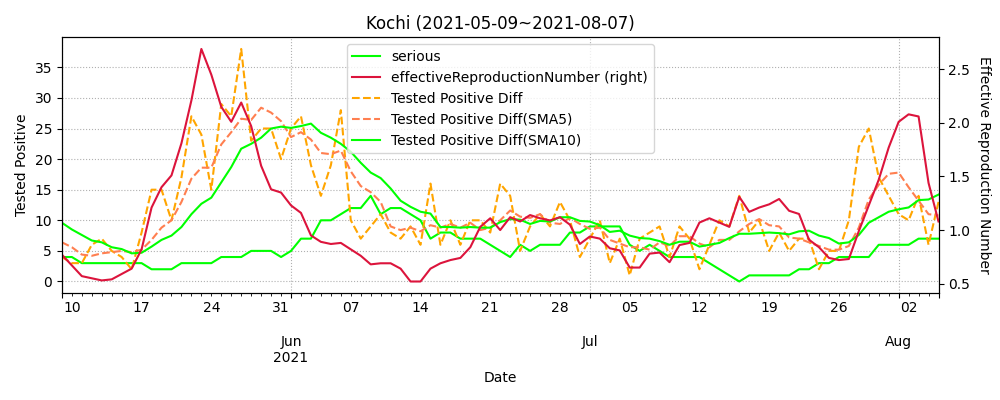 Kochi (2021-05-09~2021-08-07)
serious
effectiveReproductionNumber (right)
Tested Positive Diff
Tested Positive Diff(SMA5)
Tested Positive Diff(SMA10)
Tested Positive
35
30
25
20
15
10
5
0
2.5
2.0
1.5
1.0
0.5
Effective Reproduction Number
10 17 24 31 07 14 21 28 05 12 19 26 02
Jun Jul Aug
2021
Date